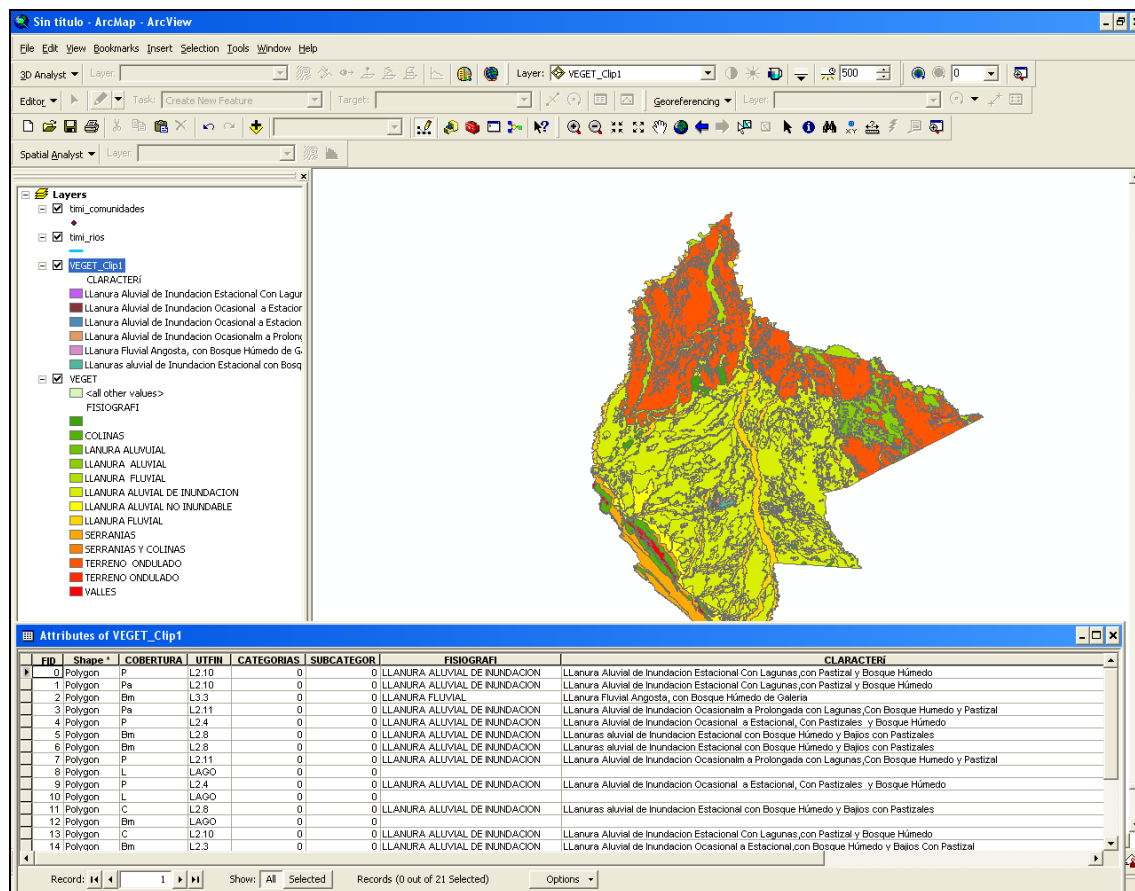 Sin título - ArcMap - ArcView
File Edit View Bookmarks Insert Selection Tools Window Help
3D Analyst Layer: Layer: VEGET_Clip1 500 0
Editor Task: Create New Feature Target: Georeferencing Layer:
Spatial Analyst Layer:
Layers
timi_comunidades
timi_rios
VEGET_Clip1
CLARACTERÍ
LLanura Aluvial de Inundacion Estacional Con Lagur
LLanura Aluvial de Inundacion Ocasional a Estacion
LLanura Aluvial de Inundacion Ocasional a Estacion
LLanura Aluvial de Inundacion Ocasionalm a Prolong
LLanura Fluvial Angosta, con Bosque Húmedo de G
LLanuras aluvial de Inundacion Estacional con Bosq
VEGET
<all other values>
FISIOGRAFI
COLINAS
LANURA ALUVUIAL
LLANURA ALUVIAL
LLANURA FLUVIAL
LLANURA ALUVIAL DE INUNDACION
LLANURA ALUVIAL NO INUNDABLE
LLANURA FLUVIAL
SERRANIAS
SERRANIAS Y COLINAS
TERRENO ONDULADO
TERRENO ONDULADO
VALLES
Attributes of VEGET_Clip1
FID Shape * COBERTURA UTFIN CATEGORIAS SUBCATEGOR FISIOGRAFI CLARACTERí
0 Polygon P L2.10 0 0 LLANURA ALUVIAL DE INUNDACION LLanura Aluvial de Inundacion Estacional Con Lagunas,con Pastizal y Bosque Húmedo
1 Polygon Pa L2.10 0 0 LLANURA ALUVIAL DE INUNDACION LLanura Aluvial de Inundacion Estacional Con Lagunas,con Pastizal y Bosque Húmedo
2 Polygon Bm L3.3 0 0 LLANURA FLUVIAL LLanura Fluvial Angosta, con Bosque Húmedo de Galeria
3 Polygon Pa L2.11 0 0 LLANURA ALUVIAL DE INUNDACION LLanura Aluvial de Inundacion Ocasionalm a Prolongada con Lagunas,Con Bosque Humedo y Pastizal
4 Polygon P L2.4 0 0 LLANURA ALUVIAL DE INUNDACION LLanura Aluvial de Inundacion Ocasional a Estacional, Con Pastizales y Bosque Húmedo
5 Polygon Bm L2.8 0 0 LLANURA ALUVIAL DE INUNDACION LLanuras aluvial de Inundacion Estacional con Bosque Húmedo y Bajios con Pastizales
6 Polygon Bm L2.8 0 0 LLANURA ALUVIAL DE INUNDACION LLanuras aluvial de Inundacion Estacional con Bosque Húmedo y Bajios con Pastizales
7 Polygon P L2.11 0 0 LLANURA ALUVIAL DE INUNDACION LLanura Aluvial de Inundacion Ocasionalm a Prolongada con Lagunas,Con Bosque Humedo y Pastizal
8 Polygon L LAGO 0 0
9 Polygon P L2.4 0 0 LLANURA ALUVIAL DE INUNDACION LLanura Aluvial de Inundacion Ocasional a Estacional, Con Pastizales y Bosque Húmedo
10 Polygon L LAGO 0 0
11 Polygon C L2.8 0 0 LLANURA ALUVIAL DE INUNDACION LLanuras aluvial de Inundacion Estacional con Bosque Húmedo y Bajios con Pastizales
12 Polygon Bm LAGO 0 0
13 Polygon C L2.10 0 0 LLANURA ALUVIAL DE INUNDACION LLanura Aluvial de Inundacion Estacional Con Lagunas,con Pastizal y Bosque Húmedo
14 Polygon Bm L2.3 0 0 LLANURA ALUVIAL DE INUNDACION LLanura Aluvial de Inundacion Ocasional a Estacional,con Bosque Húmedo y Bajios Con Pastizal
Record: 1 Show: All Selected Records (0 out of 21 Selected) Options